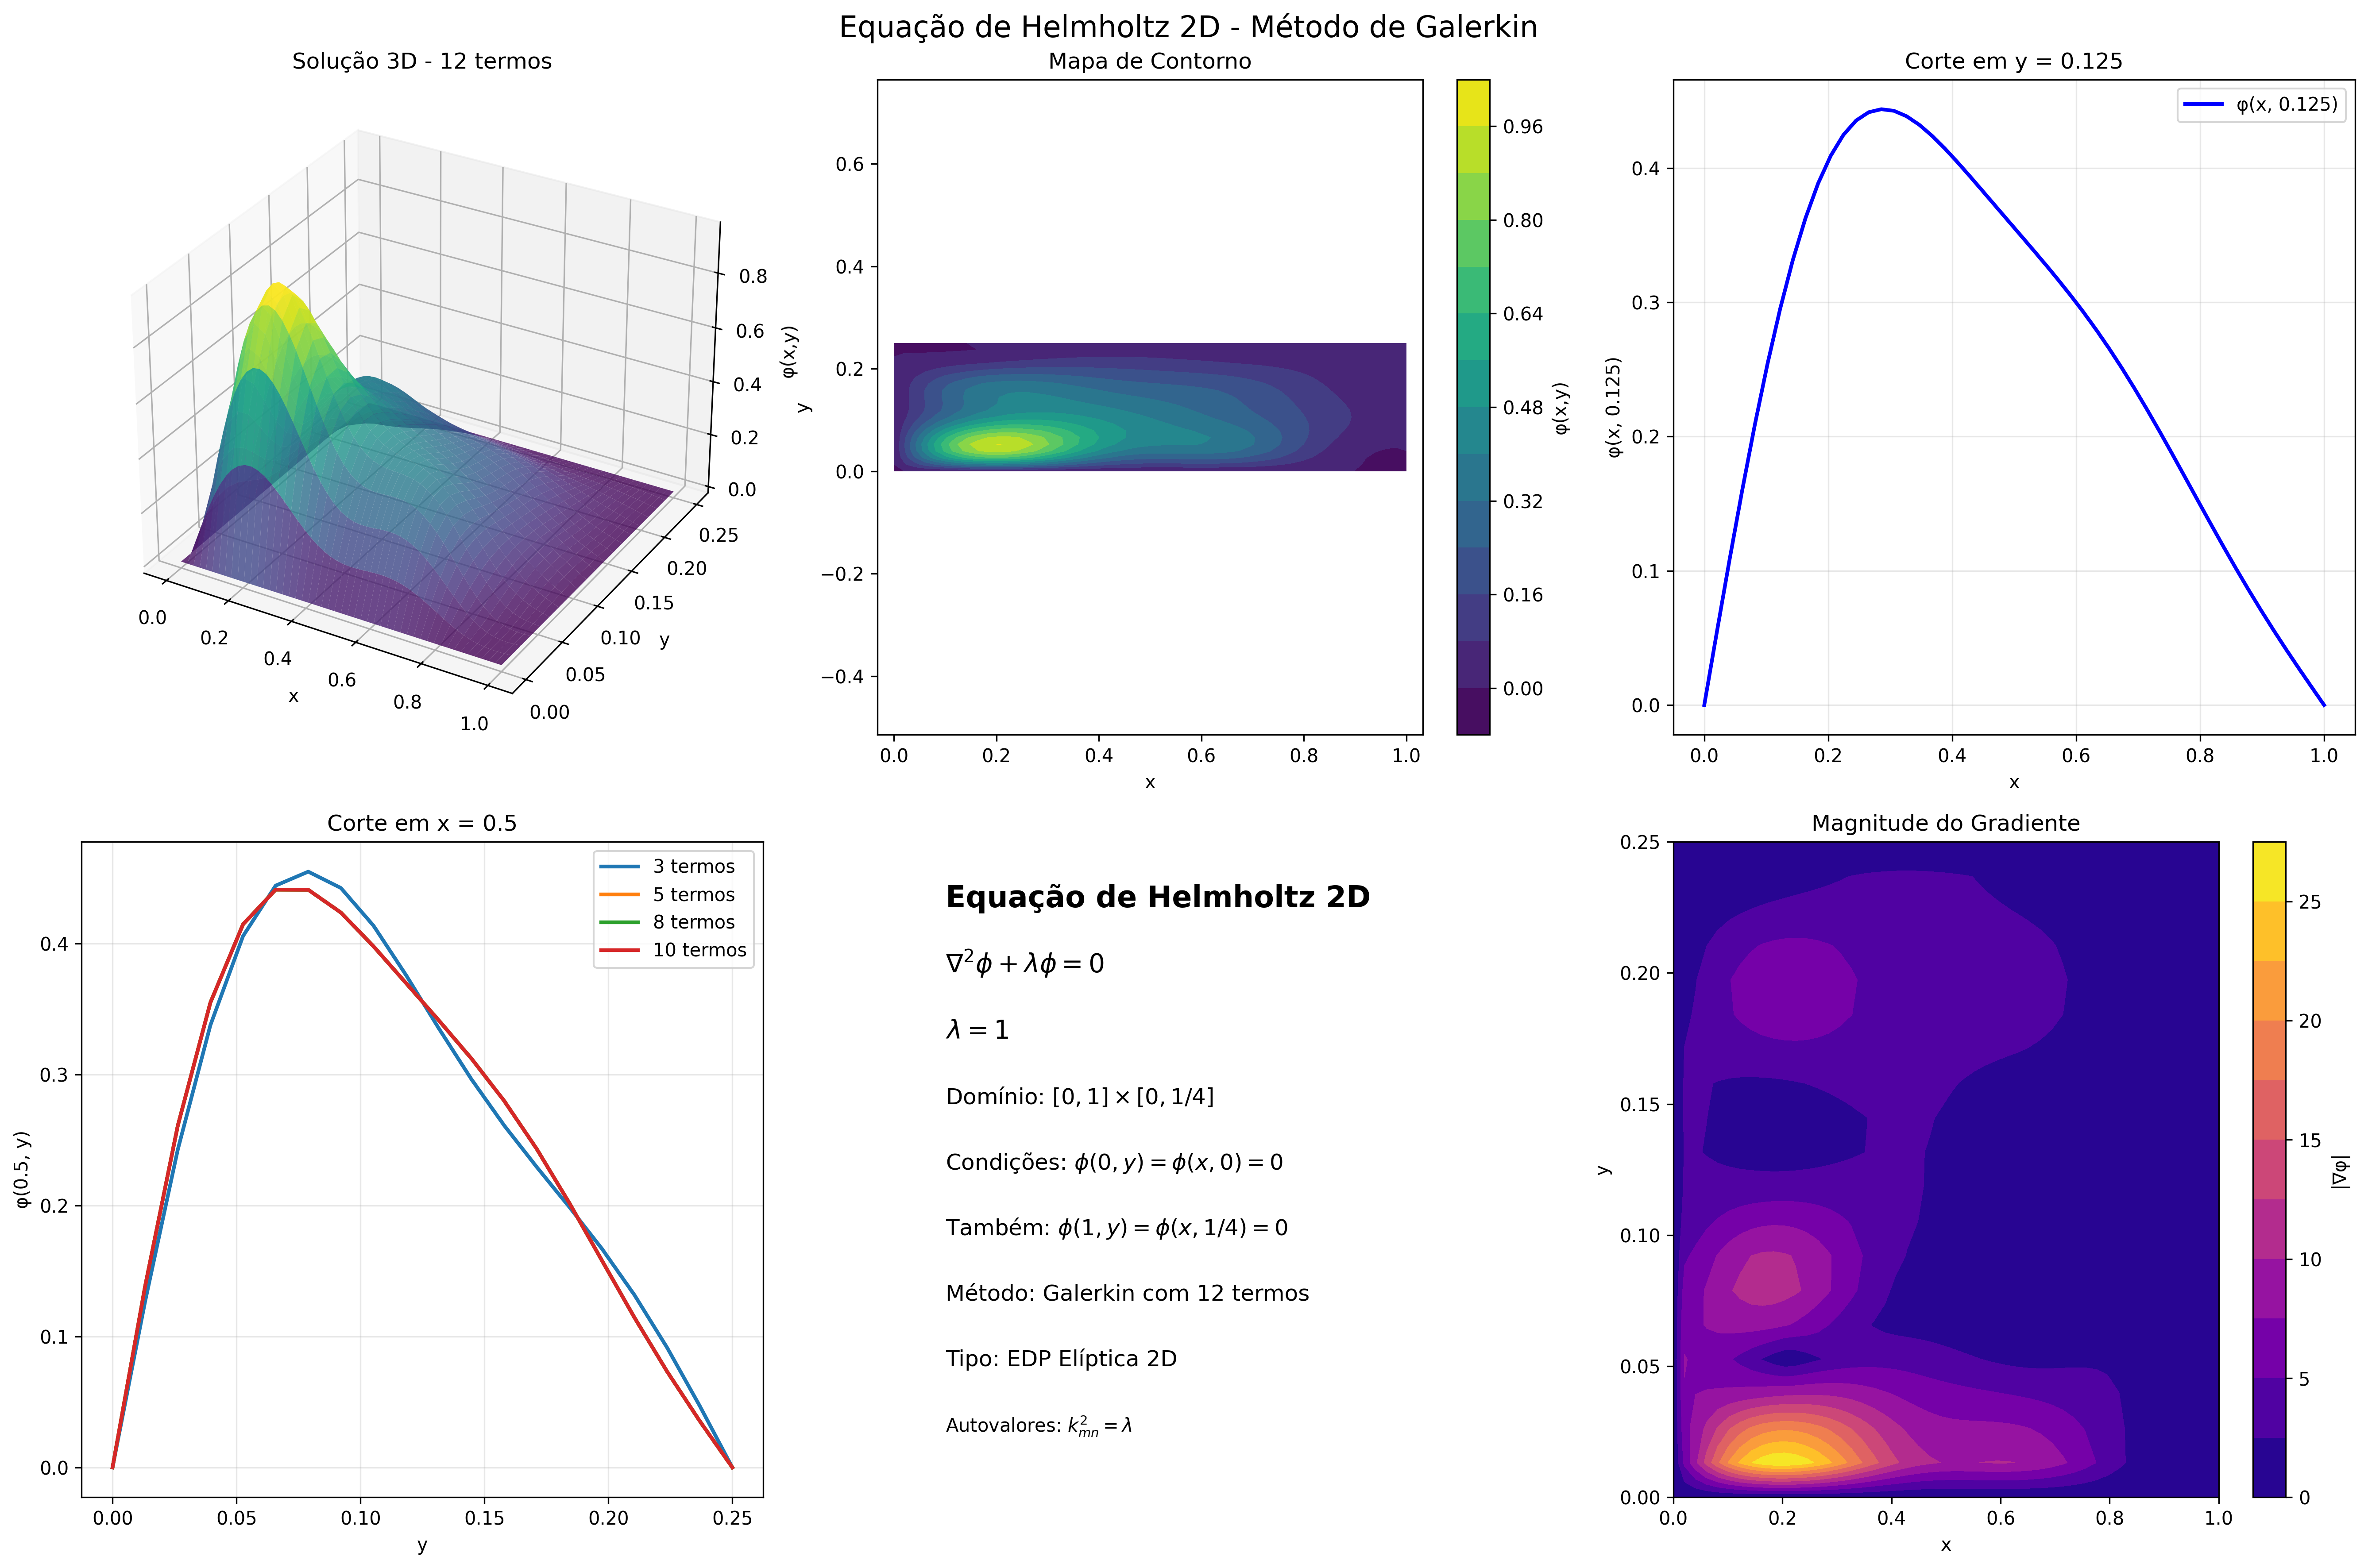 Equação de Helmholtz 2D - Método de Galerkin
Solução 3D - 12 termos
0.8
0.6
0.4
0.2
0.0
φ(x,y)
0.25
0.20
0.15
0.10
0.05
0.00
y
0.0
0.2
0.4
0.6
0.8
1.0
x
Mapa de Contorno
0.6
0.4
0.2
0.0
−0.2
−0.4
y
0.0 0.2 0.4 0.6 0.8 1.0
x
0.96
0.80
0.64
0.48
0.32
0.16
0.00
φ(x,y)
Corte em y = 0.125
φ(x, 0.125)
0.4
0.3
0.2
0.1
0.0
φ(x, 0.125)
0.0 0.2 0.4 0.6 0.8 1.0
x
Corte em x = 0.5
3 termos
5 termos
8 termos
10 termos
0.4
0.3
0.2
0.1
0.0
φ(0.5, y)
0.00 0.05 0.10 0.15 0.20 0.25
y
Equação de Helmholtz 2D
∇²ϕ + λϕ = 0
λ = 1
Domínio: [0, 1] × [0, 1/4]
Condições: ϕ(0, y) = ϕ(x, 0) = 0
Também: ϕ(1, y) = ϕ(x, 1/4) = 0
Método: Galerkin com 12 termos
Tipo: EDP Elíptica 2D
Autovalores: k²ₘₙ = λ
Magnitude do Gradiente
0.25
0.20
0.15
0.10
0.05
0.00
y
0.0 0.2 0.4 0.6 0.8 1.0
x
25
20
15
10
5
0
|∇φ|